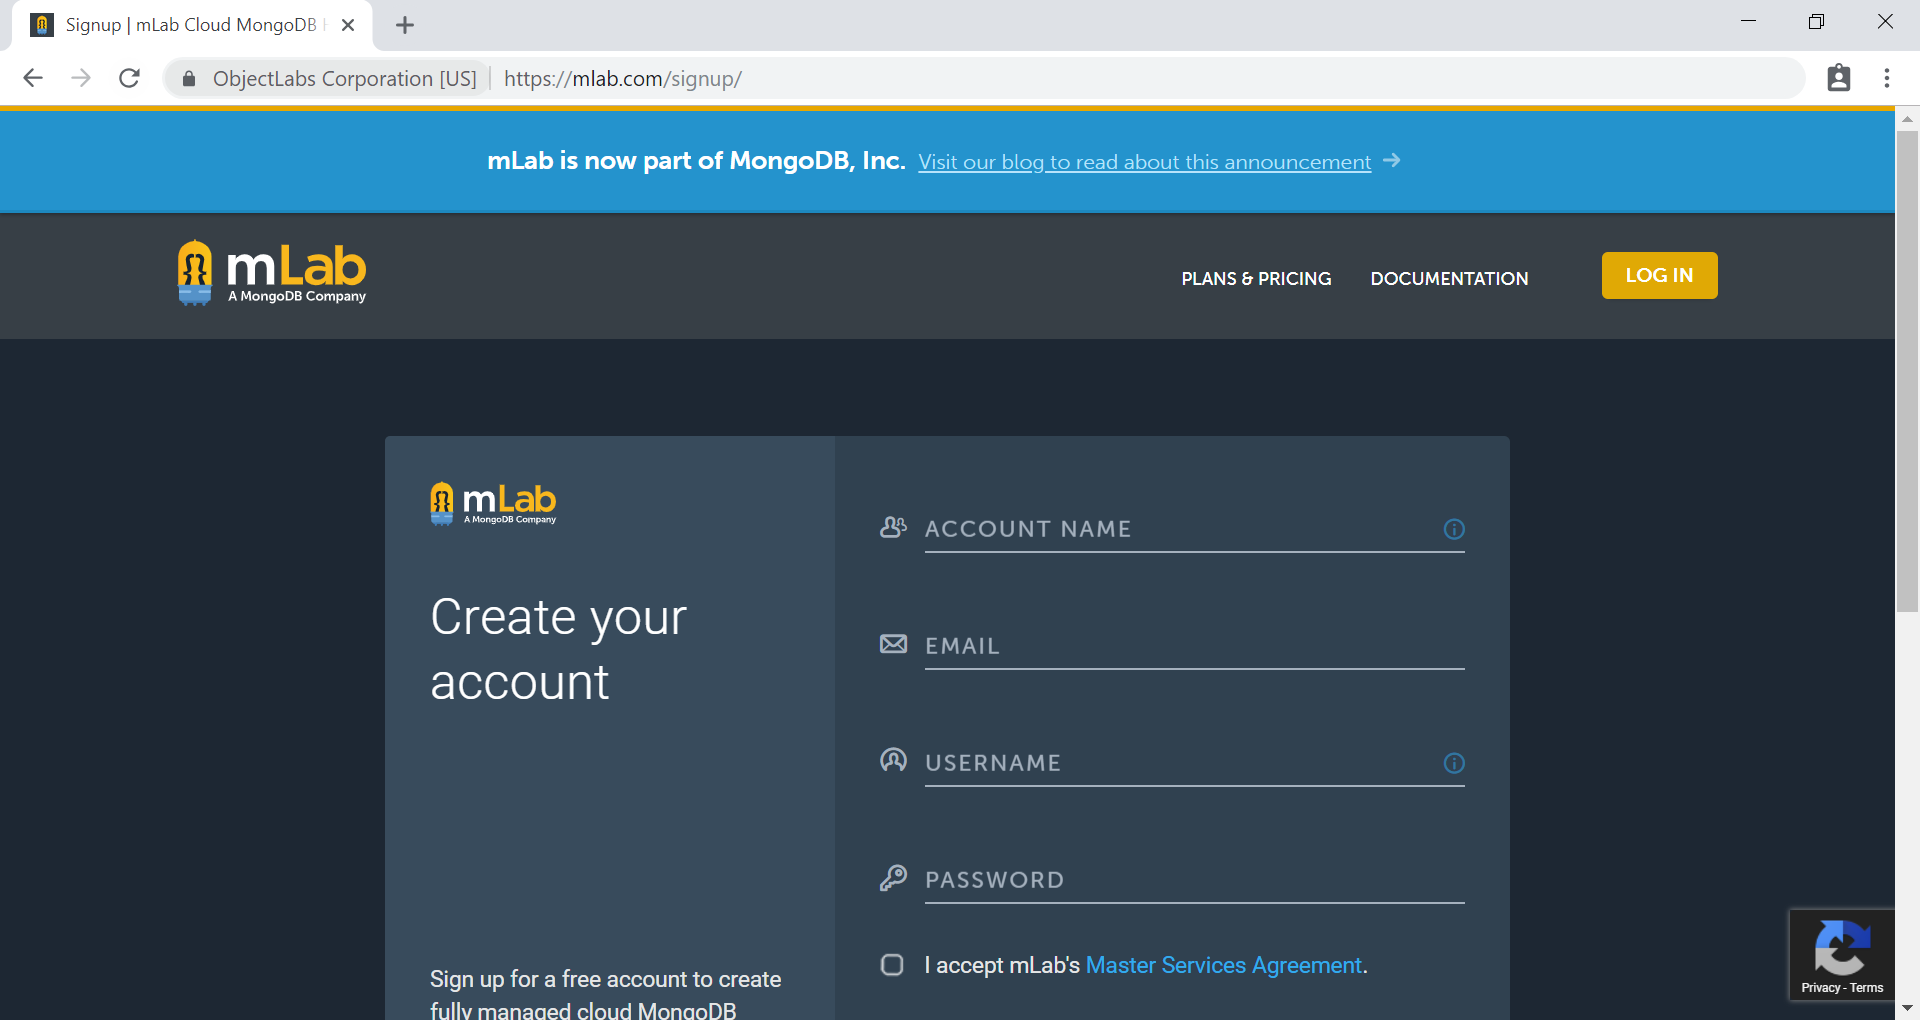 Signup | mLab Cloud MongoDB
ObjectLabs Corporation [US] https://mlab.com/signup/
mLab is now part of MongoDB, Inc. Visit our blog to read about this announcement →
mLab
A MongoDB Company
PLANS & PRICING
DOCUMENTATION
LOG IN
mLab
A MongoDB Company
Create your
account
Sign up for a free account to create
fully managed cloud MongoDB
ACCOUNT NAME
EMAIL
USERNAME
PASSWORD
I accept mLab's Master Services Agreement.
Privacy - Terms